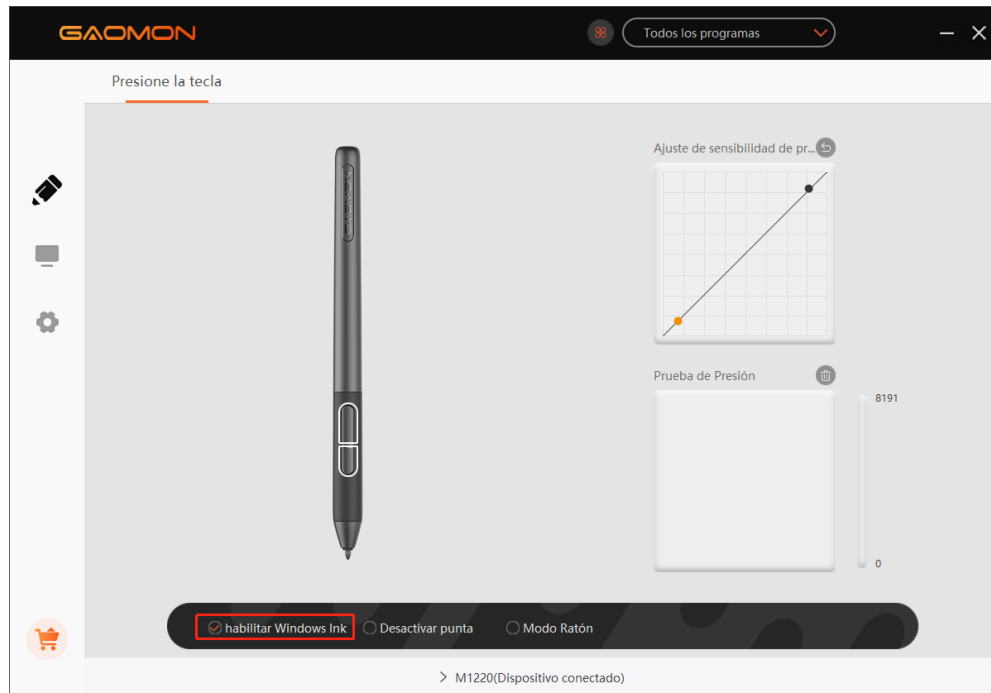 GAOMON
Todos los programas
Presione la tecla
GAOMON
Ajuste de sensibilidad de pr...
Prueba de Presión
8191
0
habilitar Windows Ink
Desactivar punta
Modo Ratón
M1220(Dispositivo conectado)